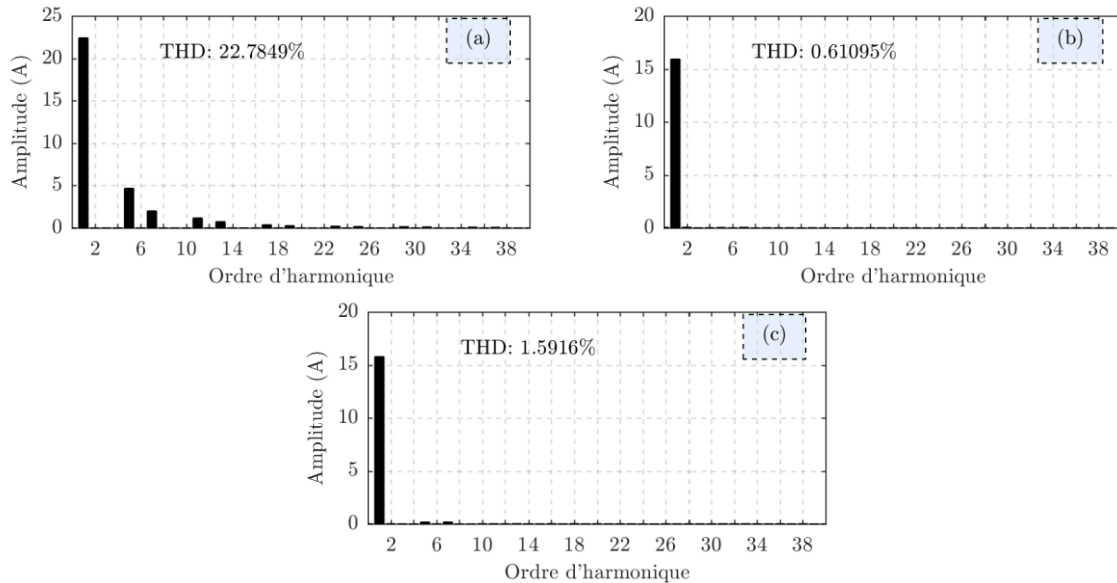 25
20
15
10
5
0
Amplitude (A)
THD: 22.7849%
(a)
2 6 10 14 18 22 26 30 34 38
Ordre d'harmonique
20
15
10
5
0
Amplitude (A)
THD: 0.61095%
(b)
2 6 10 14 18 22 26 30 34 38
Ordre d'harmonique
20
15
10
5
0
Amplitude (A)
THD: 1.5916%
(c)
2 6 10 14 18 22 26 30 34 38
Ordre d'harmonique